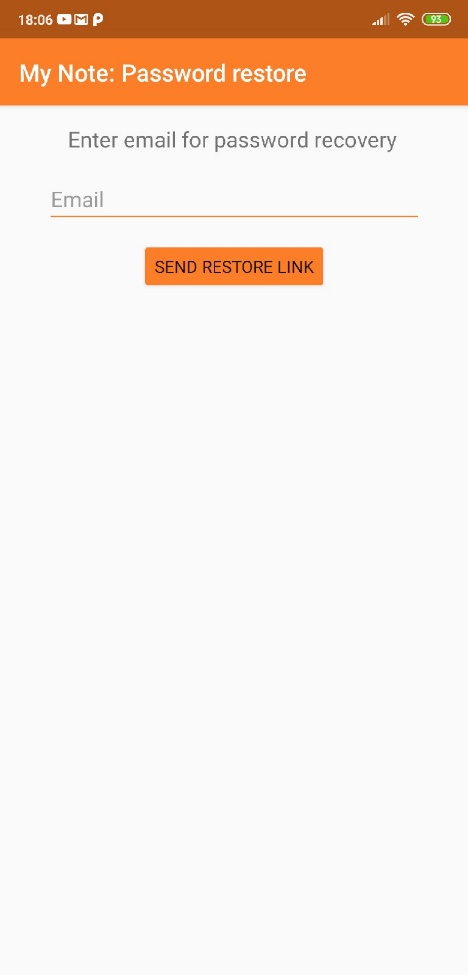 18:06 93
My Note: Password restore
Enter email for password recovery
Email
SEND RESTORE LINK